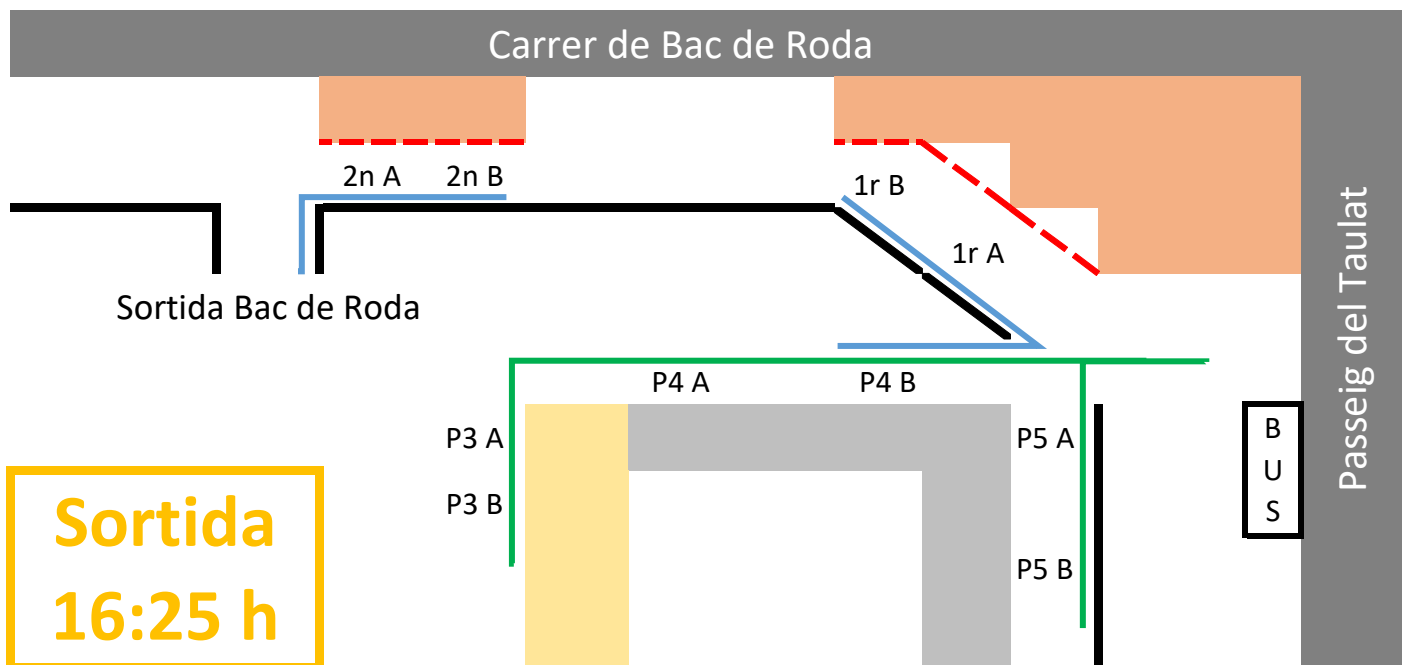 Carrer de Bac de Roda
2n A 2n B
1r B
1r A
Sortida Bac de Roda
Passeig del Taulat
P4 A P4 B
P3 A
P3 B
P5 A
P5 B
B
U
S
Sortida
16:25 h